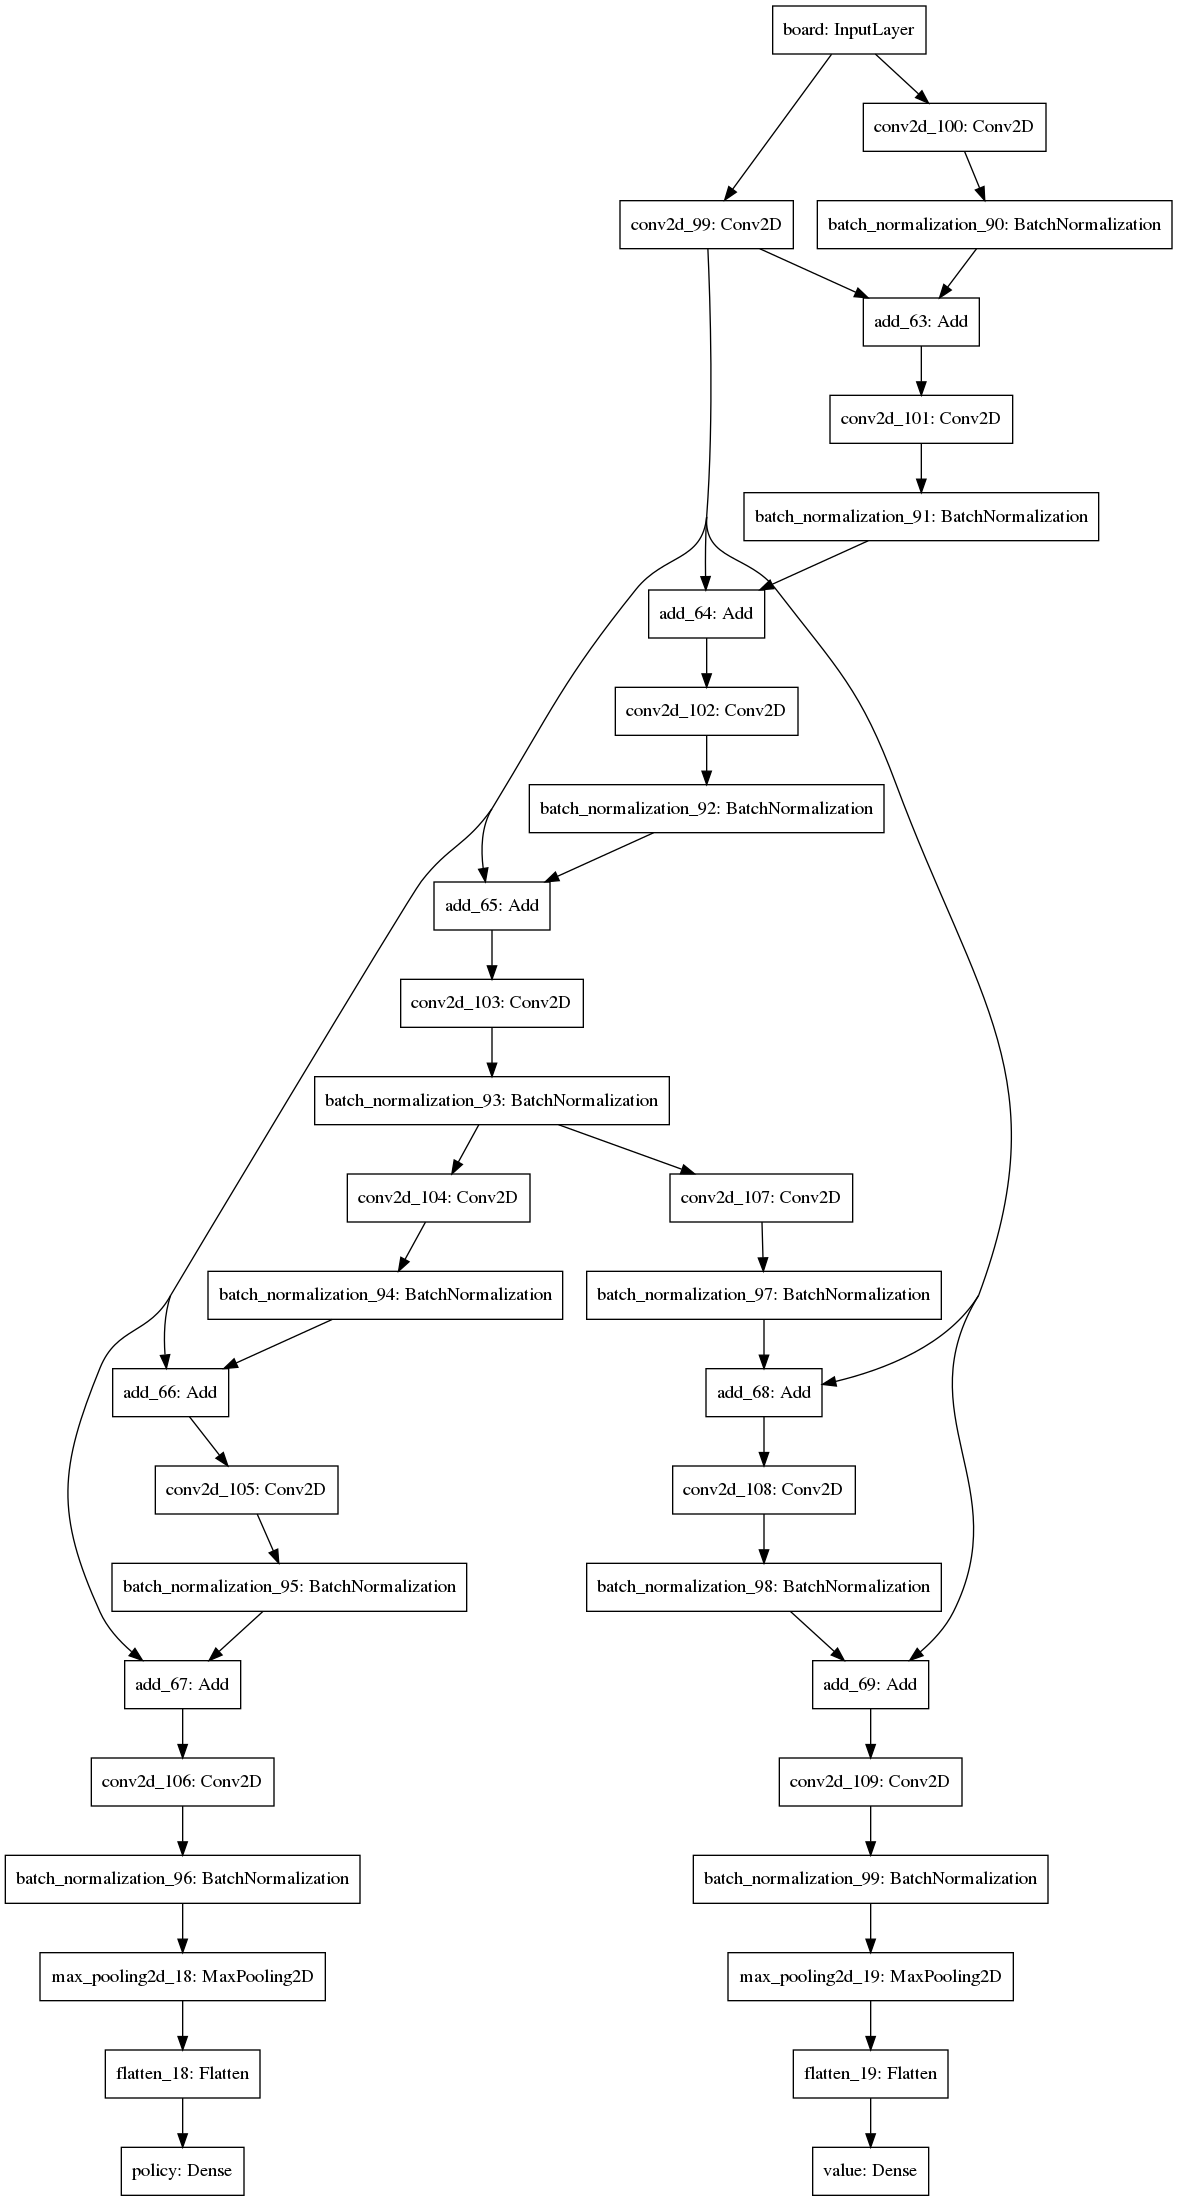 board: InputLayer
conv2d_100: Conv2D
conv2d_99: Conv2D
batch_normalization_90: BatchNormalization
add_63: Add
conv2d_101: Conv2D
batch_normalization_91: BatchNormalization
add_64: Add
conv2d_102: Conv2D
batch_normalization_92: BatchNormalization
add_65: Add
conv2d_103: Conv2D
batch_normalization_93: BatchNormalization
conv2d_104: Conv2D
conv2d_107: Conv2D
batch_normalization_94: BatchNormalization
batch_normalization_97: BatchNormalization
add_66: Add
add_68: Add
conv2d_105: Conv2D
conv2d_108: Conv2D
batch_normalization_95: BatchNormalization
batch_normalization_98: BatchNormalization
add_67: Add
add_69: Add
conv2d_106: Conv2D
conv2d_109: Conv2D
batch_normalization_96: BatchNormalization
batch_normalization_99: BatchNormalization
max_pooling2d_18: MaxPooling2D
max_pooling2d_19: MaxPooling2D
flatten_18: Flatten
flatten_19: Flatten
policy: Dense
value: Dense